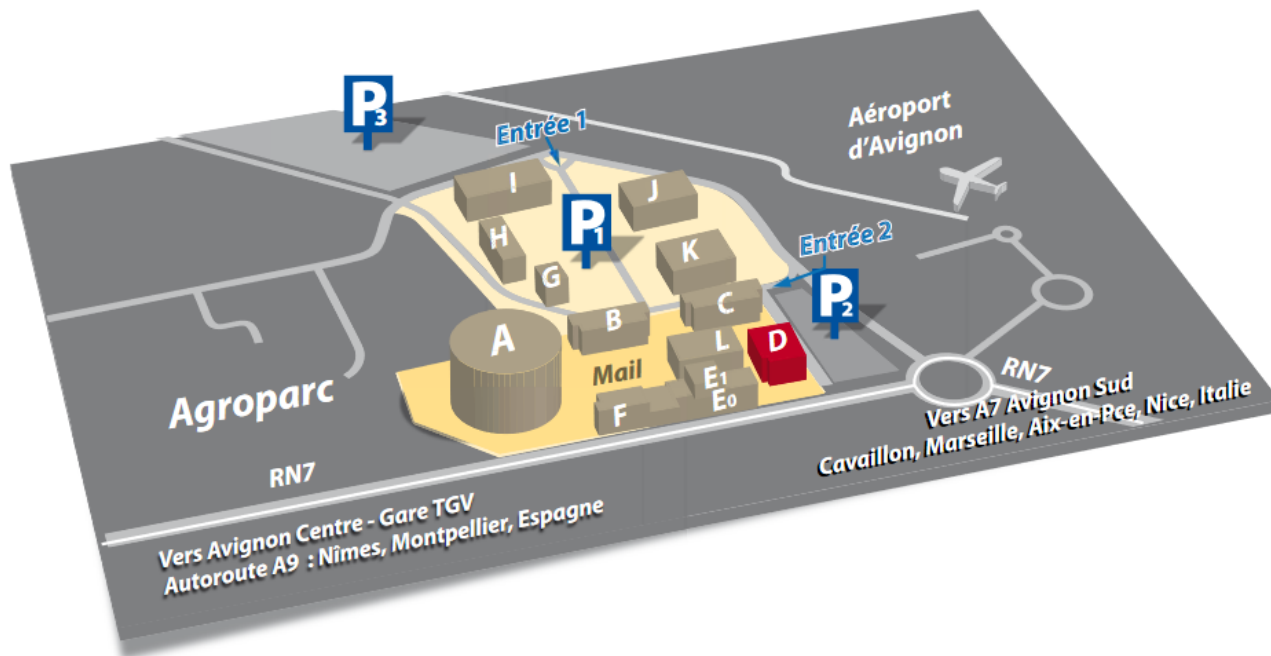 P3
Entrée 1
Aéroport
d'Avignon
I
J
P1
H
K
Entrée 2
G
P2
C
B
A
L
D
Mail
E1
E0
F
Agroparc
RN7
Vers A7 Avignon Sud
Cavaillon, Marseille, Aix-en-Pce, Nice, Italie
RN7
Vers Avignon Centre - Gare TGV
Autoroute A9 : Nîmes, Montpellier, Espagne